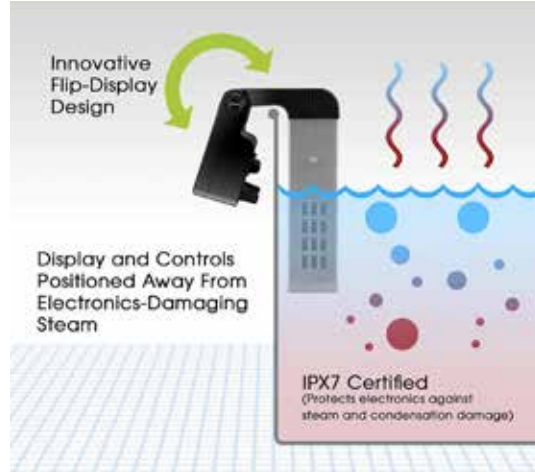 Innovative
Flip-Display
Design
Display and Controls
Positioned Away From
Electronics-Damaging
Steam
IPX7 Certified
(Protects electronics against
steam and condensation damage)